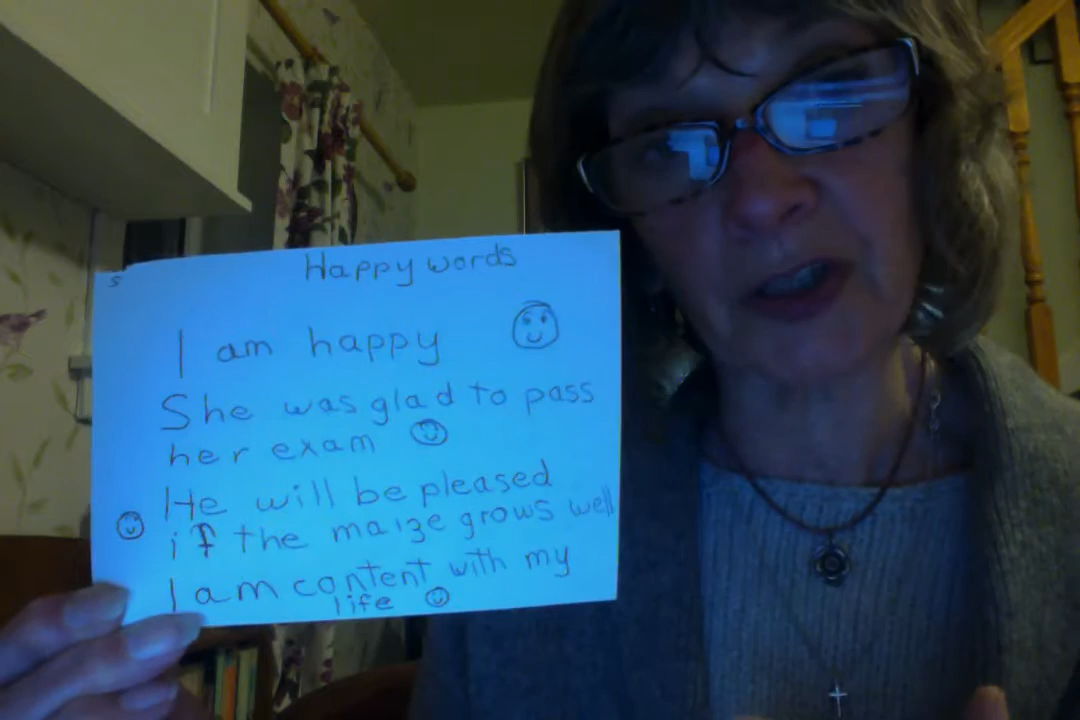 s
Happy words
I am happy
She was glad to pass
her exam
He will be pleased
if the maize grows well
I am content with my
life